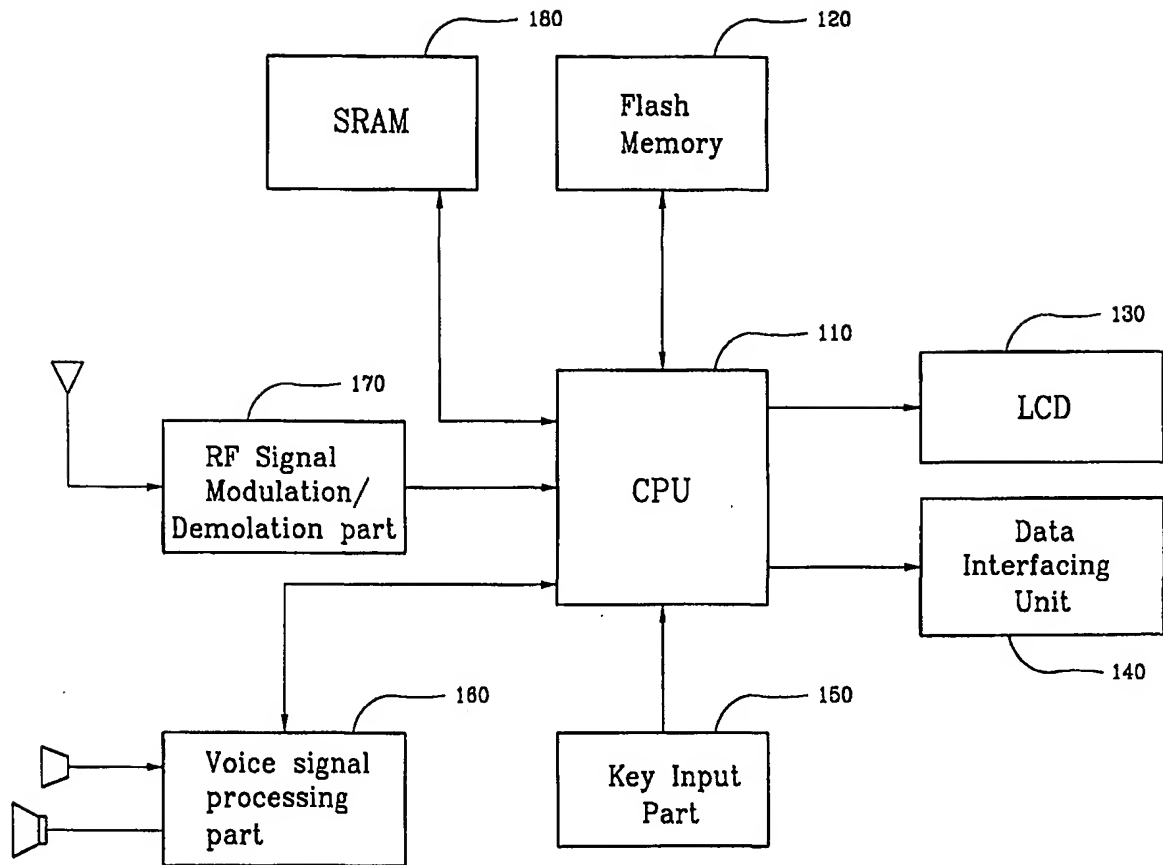 180
120
SRAM
Flash
Memory
110
130
170
LCD
RF Signal
Modulation/
Demolation part
CPU
Data
Interfacing
Unit
160
150
140
Voice signal
processing
part
Key Input
Part